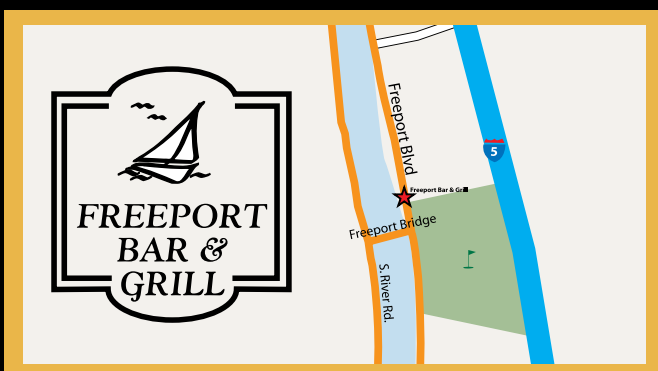 FREEPORT
BAR &
GRILL
Freeport Blvd
5
Freeport Bar & Gr
Freeport Bridge
S. River Rd.